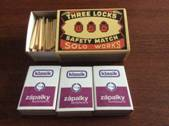 THREE LOCKS
SAFETY MATCH
SOLO WORKS
klasik klasik klasik
zápalky zápalky zápalky